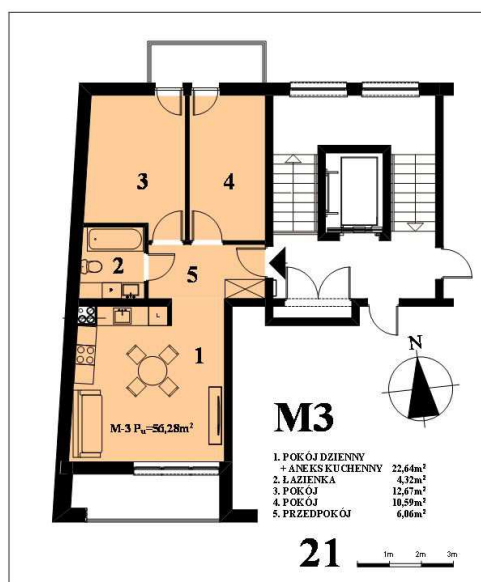 3
4
2
5
P
L
1
M-3 Pu=56,28m²
N
M3
1. POKÓJ DZIENNY
+ ANEKS KUCHENNY 22,64m²
2. ŁAZIENKA 4,32m²
3. POKÓJ 12,67m²
4. POKÓJ 10,59m²
5. PRZEDPOKÓJ 6,06m²
21
1m 2m 3m